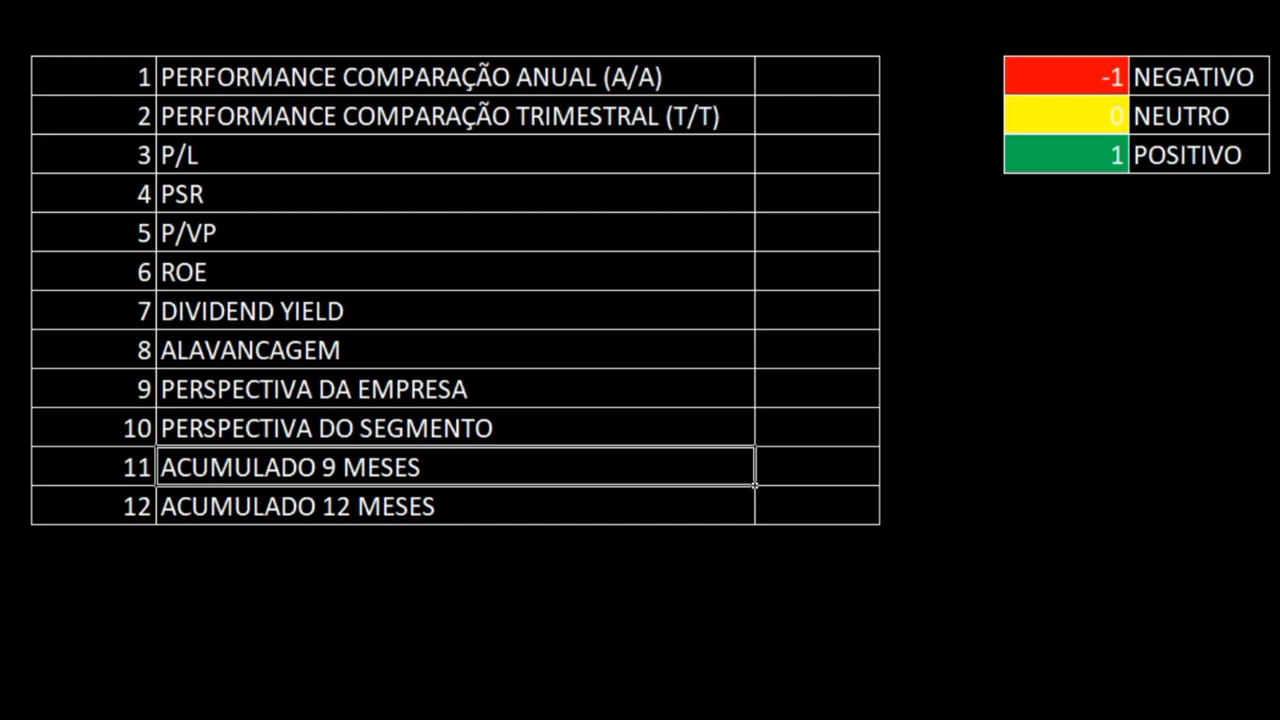 1 PERFORMANCE COMPARAÇÃO ANUAL (A/A)
2 PERFORMANCE COMPARAÇÃO TRIMESTRAL (T/T)
3 P/L
4 PSR
5 P/VP
6 ROE
7 DIVIDEND YIELD
8 ALAVANCAGEM
9 PERSPECTIVA DA EMPRESA
10 PERSPECTIVA DO SEGMENTO
11 ACUMULADO 9 MESES
12 ACUMULADO 12 MESES
-1 NEGATIVO
0 NEUTRO
1 POSITIVO